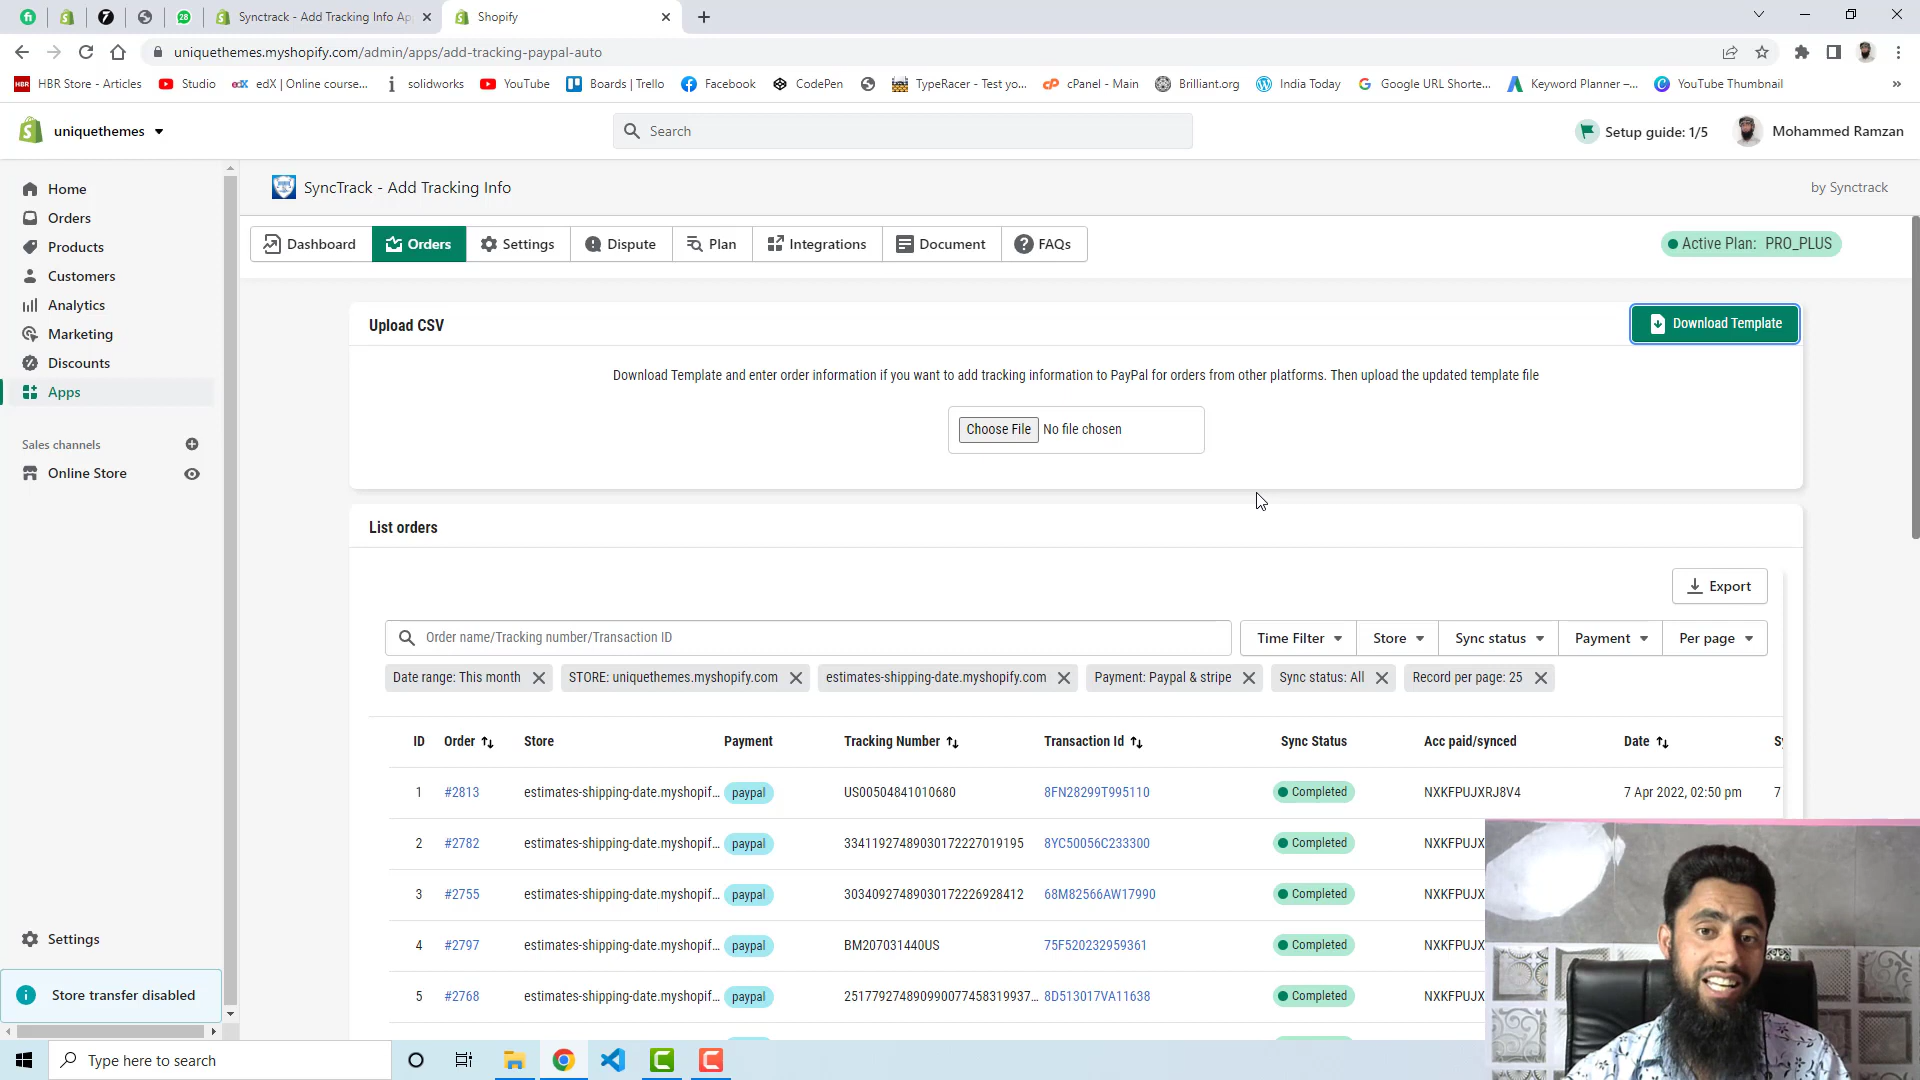 28
Synctrack - Add Tracking Info Ap
Shopify
uniquethemes.myshopify.com/admin/apps/add-tracking-paypal-auto
HBR Store - Articles
Studio
edX | Online course...
solidworks
YouTube
Boards | Trello
Facebook
CodePen
TypeRacer - Test yo...
cPanel - Main
Brilliant.org
India Today
Google URL Shorte...
Keyword Planner –...
YouTube Thumbnail
uniquethemes
Search
Setup guide: 1/5
Mohammed Ramzan
Home
Orders
Products
Customers
Analytics
Marketing
Discounts
Apps
Sales channels
Online Store
Settings
Store transfer disabled
SyncTrack - Add Tracking Info
by Synctrack
Dashboard
Orders
Settings
Dispute
Plan
Integrations
Document
FAQs
Active Plan: PRO_PLUS
Upload CSV
Download Template
Download Template and enter order information if you want to add tracking information to PayPal for orders from other platforms. Then upload the updated template file
Choose File No file chosen
List orders
Export
Order name/Tracking number/Transaction ID
Time Filter
Store
Sync status
Payment
Per page
Date range: This month
STORE: uniquethemes.myshopify.com
estimates-shipping-date.myshopify.com
Payment: Paypal & stripe
Sync status: All
Record per page: 25
ID Order Store Payment Tracking Number Transaction Id Sync Status Acc paid/synced Date
1 #2813 estimates-shipping-date.myshopif... paypal US00504841010680 8FN28299T995110 Completed NXKFPUJXRJ8V4 7 Apr 2022, 02:50 pm 7
2 #2782 estimates-shipping-date.myshopif... paypal 33411927489030172227019195 8YC50056C233300 Completed NXKFPUJX
3 #2755 estimates-shipping-date.myshopif... paypal 30340927489030172226928412 68M82566AW17990 Completed NXKFPUJX
4 #2797 estimates-shipping-date.myshopif... paypal BM207031440US 75F520232959361 Completed NXKFPUJX
5 #2768 estimates-shipping-date.myshopif... paypal 251779274890990077458319937... 8D513017VA11638 Completed NXKFPUJX
Type here to search